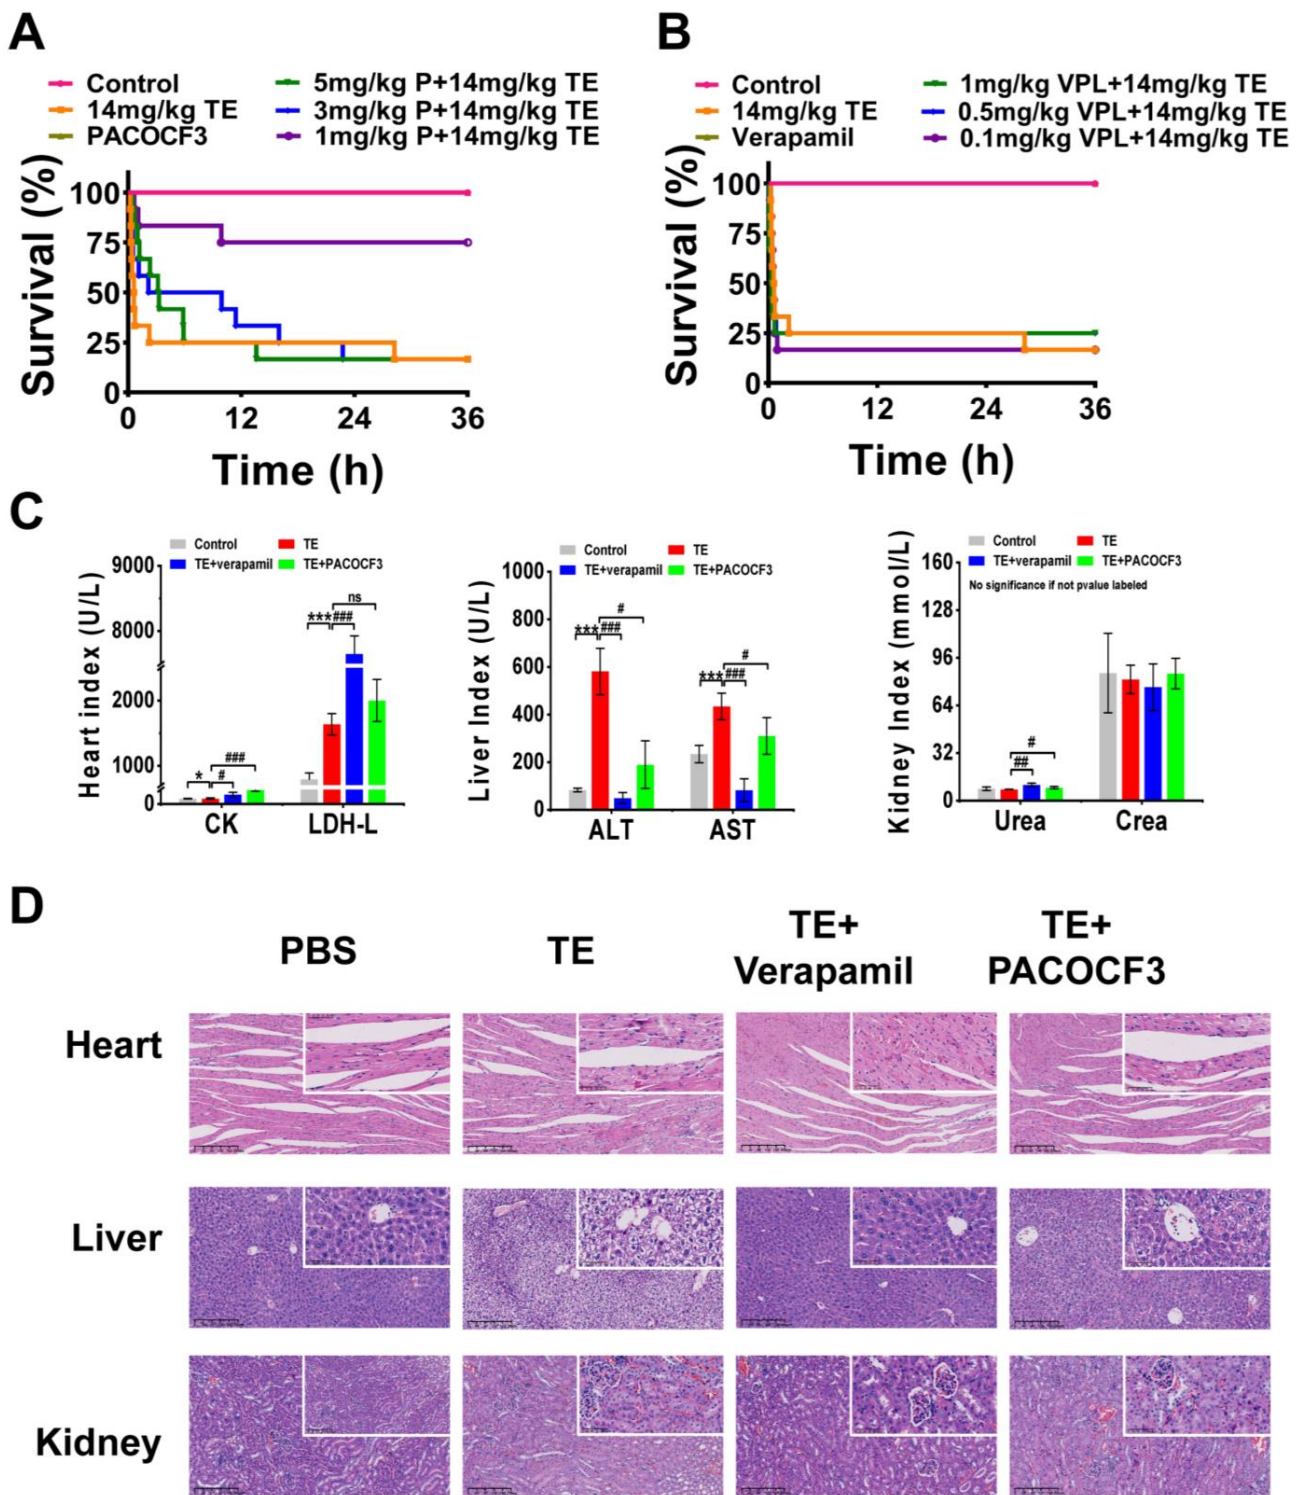 A
B
Control
5mg/kg P+14mg/kg TE
14mg/kg TE
3mg/kg P+14mg/kg TE
PACOCF3
1mg/kg P+14mg/kg TE
Survival (%)
100
75
50
25
0
0 12 24 36
Time (h)
Control
1mg/kg VPL+14mg/kg TE
14mg/kg TE
0.5mg/kg VPL+14mg/kg TE
Verapamil
0.1mg/kg VPL+14mg/kg TE
Survival (%)
100
75
50
25
0
0 12 24 36
Time (h)
C
Control TE
TE+verapamil TE+PACOCF3
Heart index (U/L)
9000
8000
2000
1000
0
* # ###
*** ### ns
CK LDH-L
Control TE
TE+verapamil TE+PACOCF3
Liver Index (U/L)
1000
800
600
400
200
0
*** ### #
*** ### #
ALT AST
Control TE
TE+verapamil TE+PACOCF3
No significance if not pvalue labeled
Kidney Index (mmol/L)
160
128
96
64
32
0
## #
Urea Crea
D
PBS
TE
TE+
Verapamil
TE+
PACOCF3
Heart
Liver
Kidney